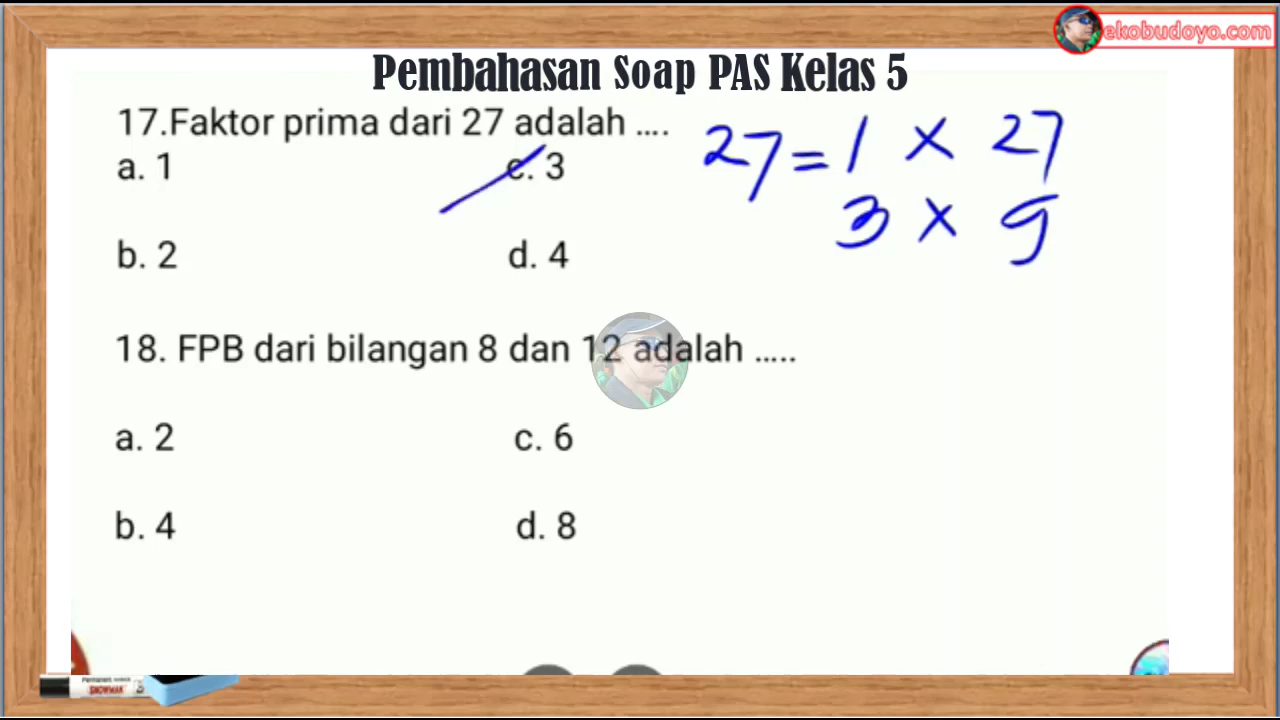 ekobudoyo.com
Pembahasan Soap PAS Kelas 5
17.Faktor prima dari 27 adalah ....
a. 1 c. 3
b. 2 d. 4
27 = 1 x 27
3 x 9
18. FPB dari bilangan 8 dan 12 adalah .....
a. 2 c. 6
b. 4 d. 8
SNOWMAN